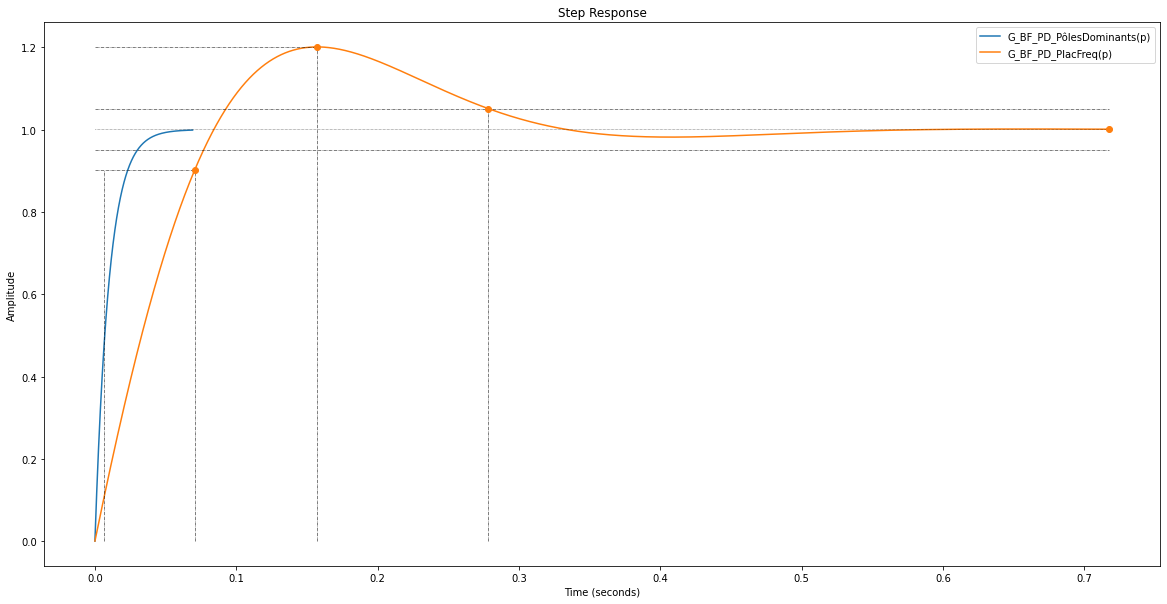 Step Response
G_BF_PD_PôlesDominants(p)
G_BF_PD_PlacFreq(p)
1.2
1.0
0.8
0.6
0.4
0.2
0.0
Amplitude
0.0 0.1 0.2 0.3 0.4 0.5 0.6 0.7
Time (seconds)